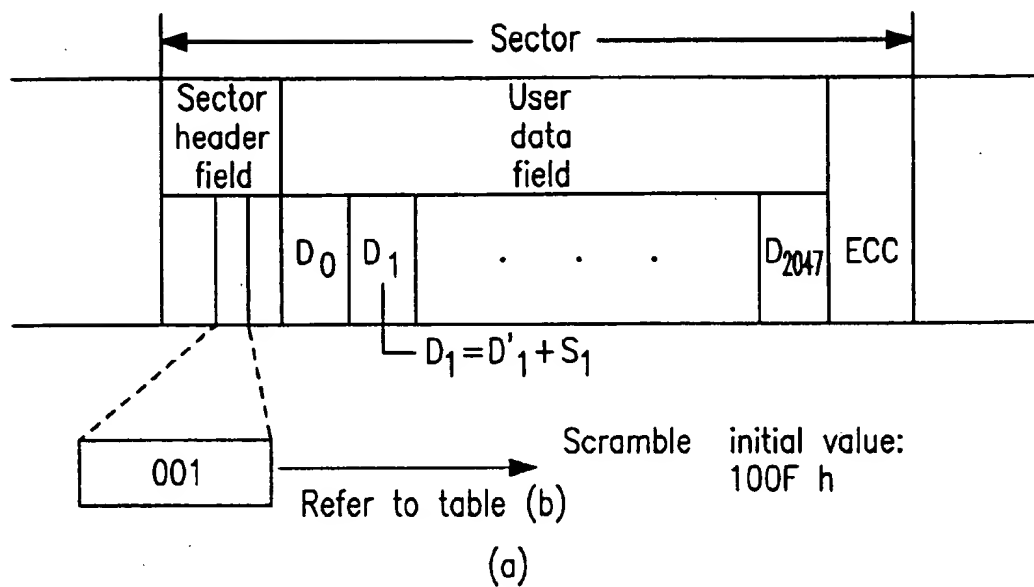 Sector
Sector
header
field
User
data
field
D0 D1 . . . D2047 ECC
D1=D'1+S1
001
Refer to table (b)
Scramble initial value:
100F h
(a)